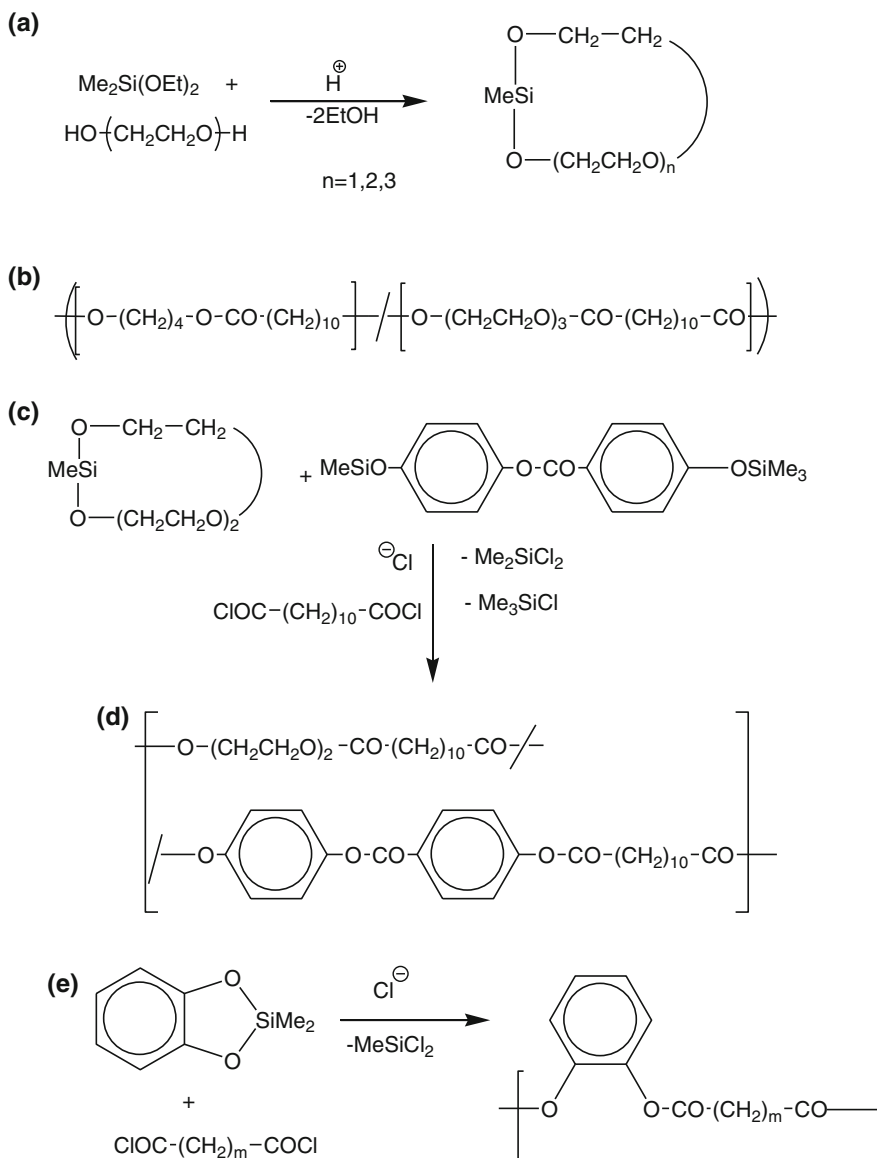 (a)
O—CH₂–CH₂
Me₂Si(OEt)₂ +
H⊕
MeSi
-2EtOH
HO-(CH₂CH₂O)-H
O—(CH₂CH₂O)n
n=1,2,3
(b)
([O–(CH₂)₄–O–CO-(CH₂)₁₀]/[O–(CH₂CH₂O)₃–CO-(CH₂)₁₀-CO])
(c)
O—CH₂–CH₂
MeSi + MeSiO O–CO OSiMe₃
O—(CH₂CH₂O)₂
⊖Cl - Me₂SiCl₂
ClOC–(CH₂)₁₀–COCl - Me₃SiCl
(d)
[O–(CH₂CH₂O)₂–CO-(CH₂)₁₀-CO/
/O O–CO O–CO–(CH₂)₁₀–CO]
(e)
O
SiMe₂
O
Cl⊖
-MeSiCl₂
+
ClOC–(CH₂)m–COCl
[O O–CO-(CH₂)m–CO